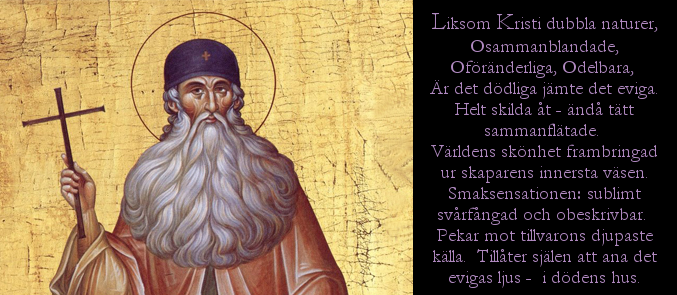 Liksom Kristi dubbla naturer,
Osammanblandade,
Oföränderliga, Odelbara,
Är det dödliga jämte det eviga.
Helt skilda åt - ändå tätt
sammanflätade.
Världens skönhet frambringad
ur skaparens innersta väsen.
Smaksensationen: sublimt
svårfångad och obeskrivbar.
Pekar mot tillvarons djupaste
källa. Tillåter själen att ana det
evigas ljus - i dödens hus.